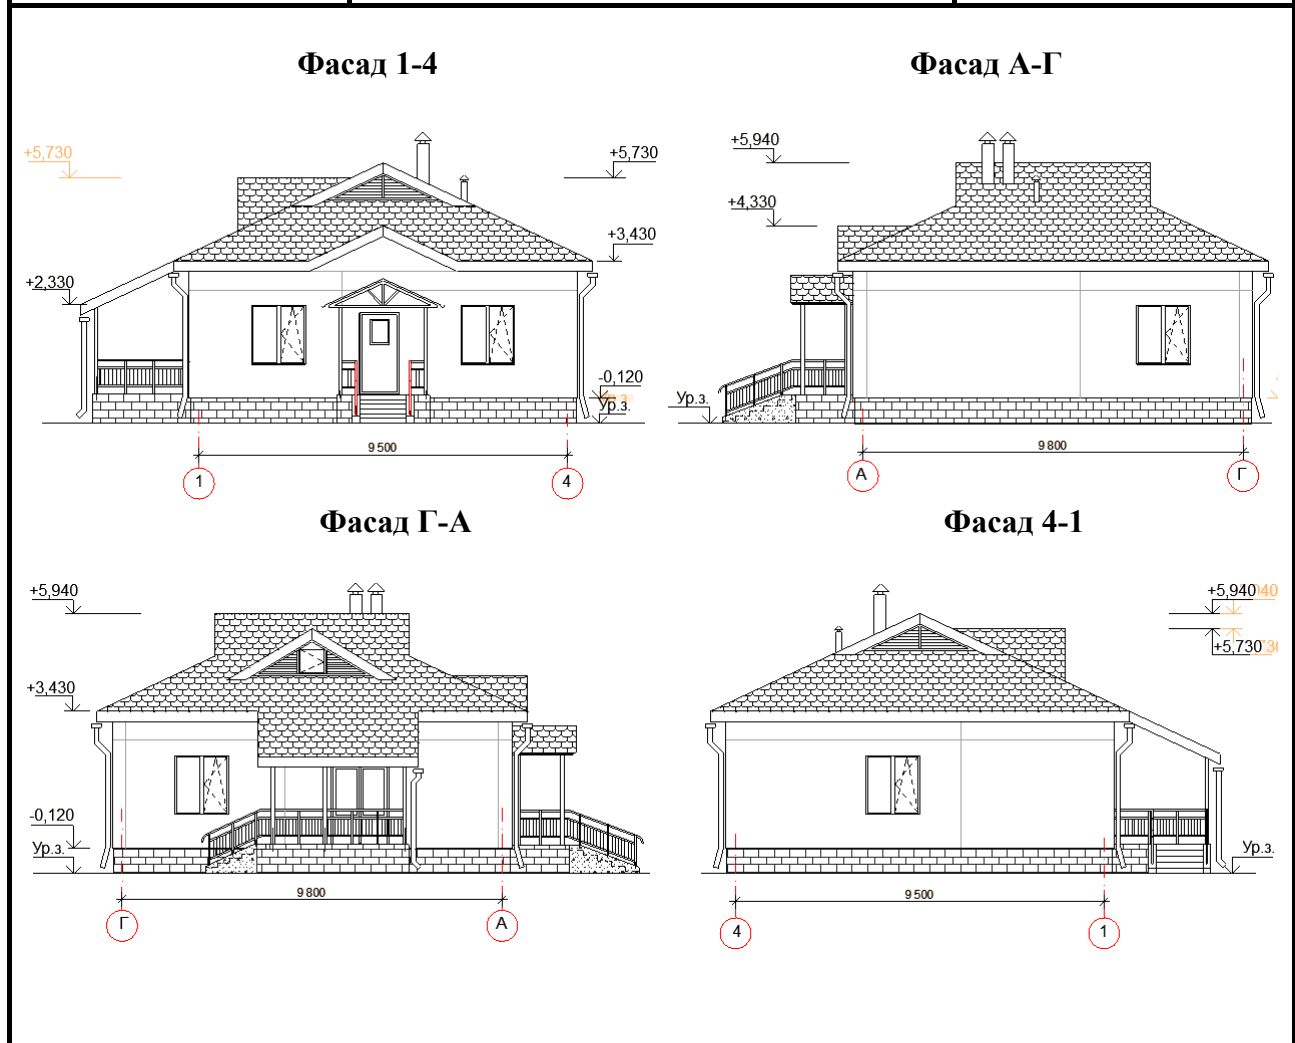 Фасад 1-4
Фасад А-Г
+5,730
+5,730
+3,430
+2,330
-0,120
Ур.з.
9 500
1
4
+5,940
+4,330
Ур.з.
9 800
А
Г
Фасад Г-А
Фасад 4-1
+5,940
+3,430
-0,120
Ур.з.
9 800
Г
А
+5,940
+5,730
Ур.з.
9 500
4
1